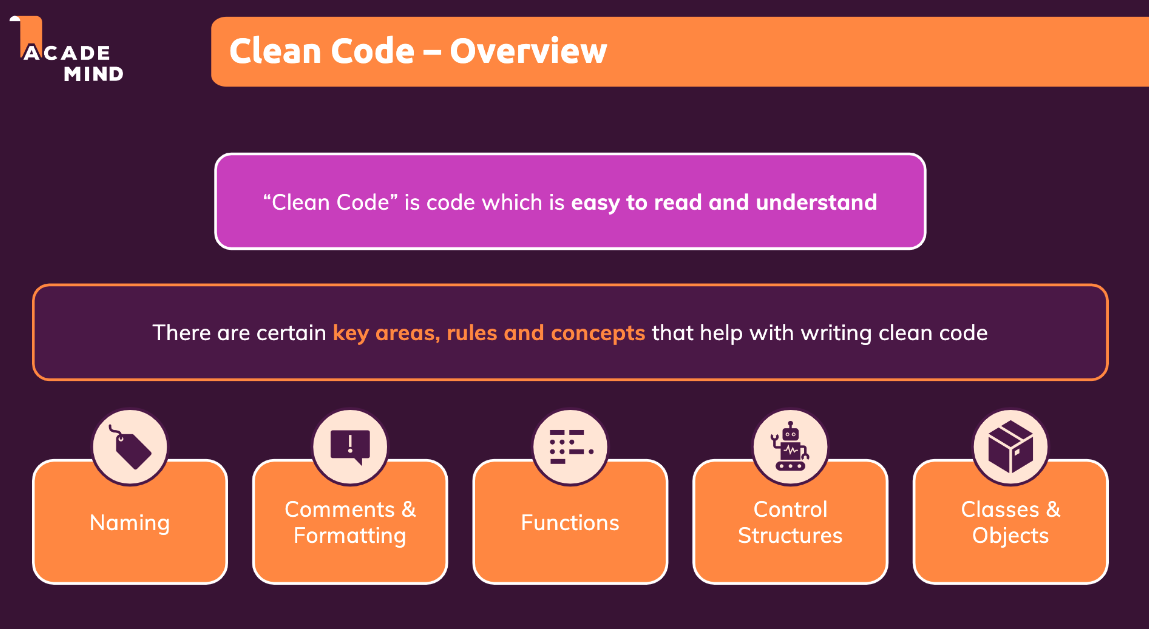 ACADE
MIND
Clean Code – Overview
“Clean Code” is code which is easy to read and understand
There are certain key areas, rules and concepts that help with writing clean code
Naming
Comments &
Formatting
Functions
Control
Structures
Classes &
Objects